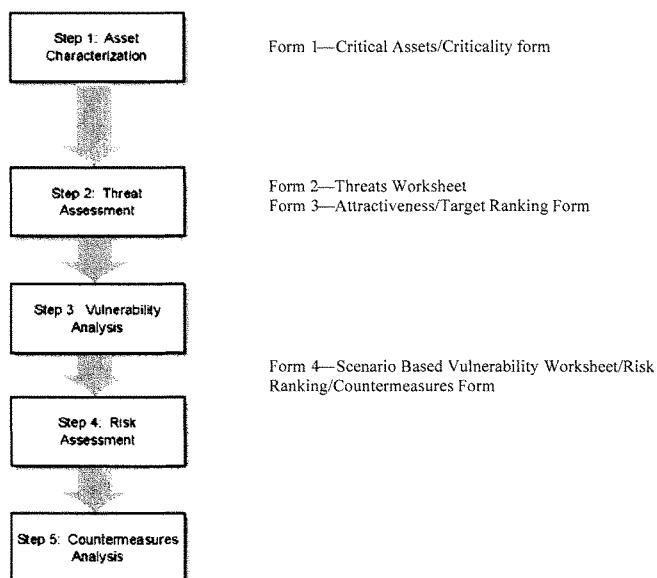 Step 1: Asset
Characterization
Form 1—Critical Assets/Criticality form
Step 2: Threat
Assessment
Form 2—Threats Worksheet
Form 3—Attractiveness/Target Ranking Form
Step 3 Vulnerability
Analysis
Form 4—Scenario Based Vulnerability Worksheet/Risk
Ranking/Countermeasures Form
Step 4: Risk
Assessment
Step 5: Countermeasures
Analysis